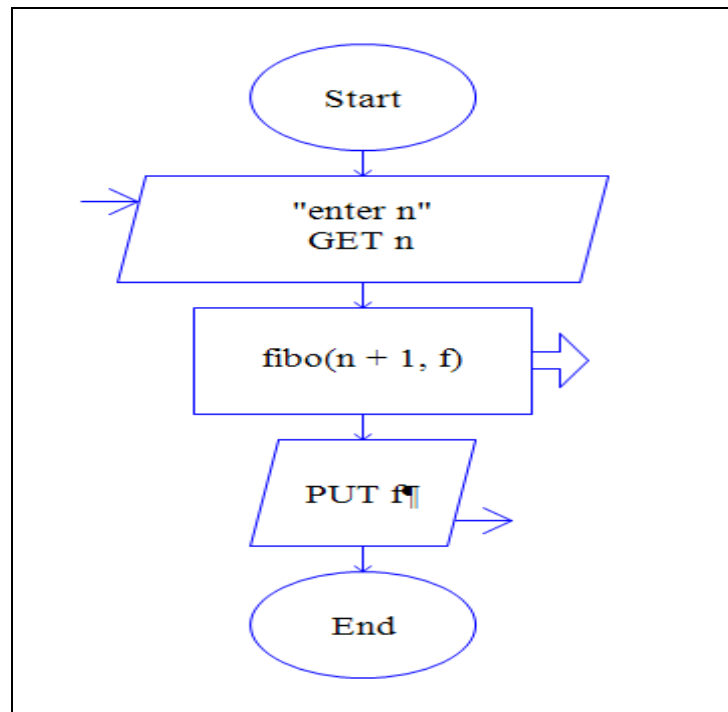 Start
"enter n"
GET n
fibo(n + 1, f)
PUT f¶
End